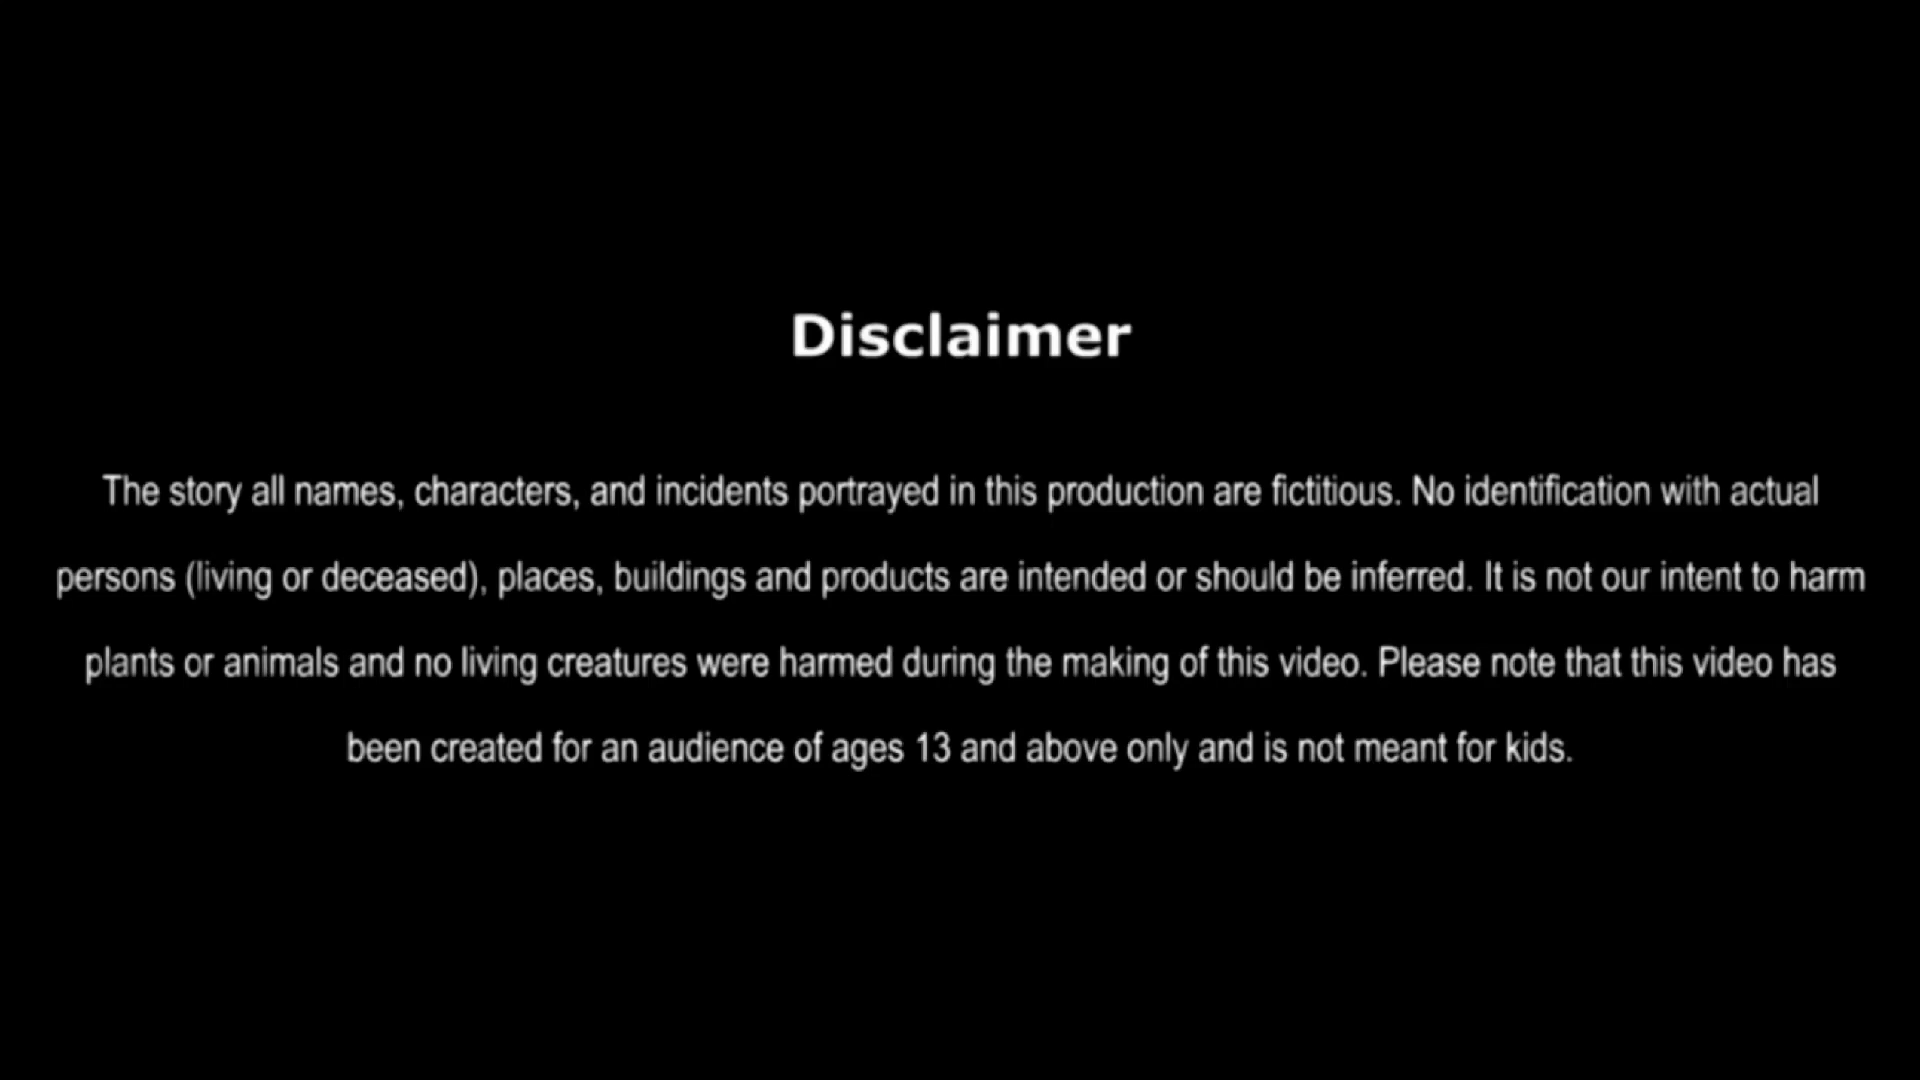 Disclaimer
The story all names, characters, and incidents portrayed in this production are fictitious. No identification with actual
persons (living or deceased), places, buildings and products are intended or should be inferred. It is not our intent to harm
plants or animals and no living creatures were harmed during the making of this video. Please note that this video has
been created for an audience of ages 13 and above only and is not meant for kids.